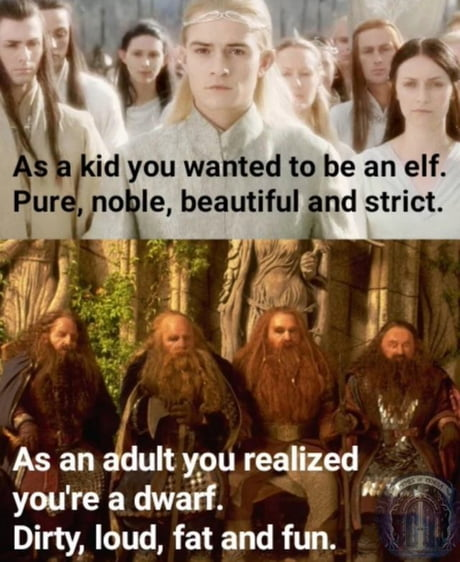 As a kid you wanted to be an elf.
Pure, noble, beautiful and strict.
As an adult you realized
you're a dwarf.
Dirty, loud, fat and fun.